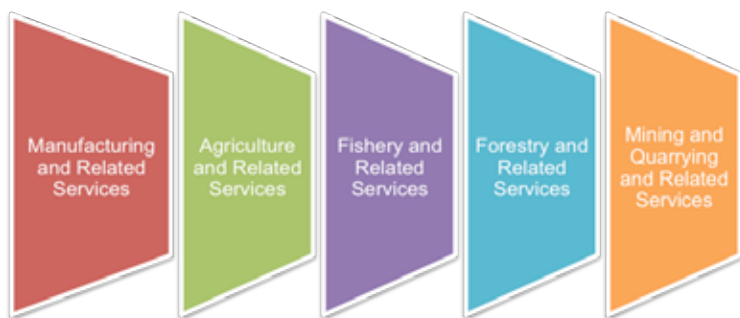 Manufacturing
and Related
Services
Agriculture
and Related
Services
Fishery and
Related
Services
Forestry and
Related
Services
Mining and
Quarrying
and Related
Services